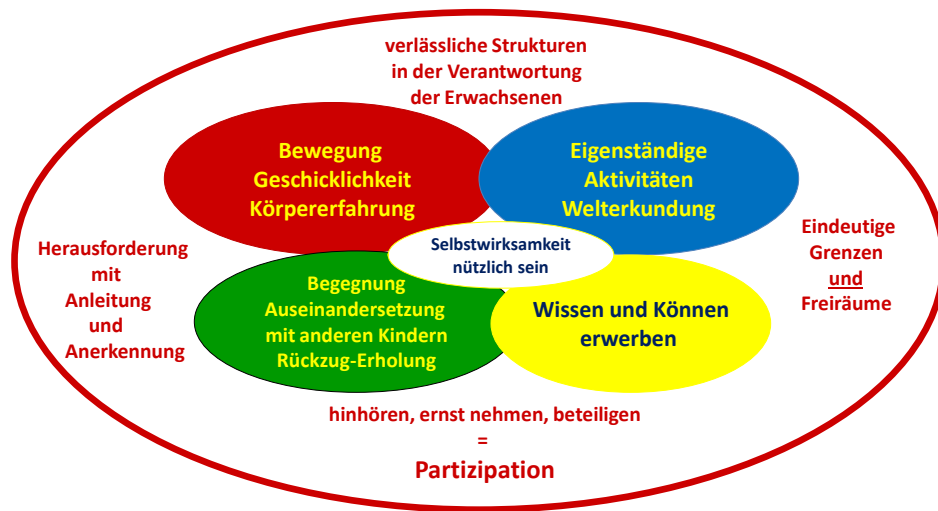 verlässliche Strukturen
in der Verantwortung
der Erwachsenen
Bewegung
Geschicklichkeit
Körpererfahrung
Eigenständige
Aktivitäten
Welterkundung
Herausforderung
mit
Anleitung
und
Anerkennung
Selbstwirksamkeit
nützlich sein
Eindeutige
Grenzen
und
Freiräume
Begegnung
Auseinandersetzung
mit anderen Kindern
Rückzug-Erholung
Wissen und Können
erwerben
hinhören, ernst nehmen, beteiligen
=
Partizipation